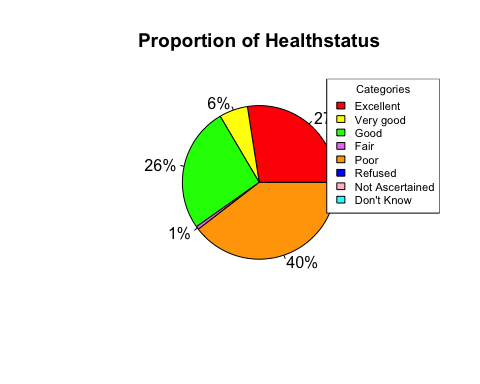 Proportion of Healthstatus
Categories
Excellent
Very good
Good
Fair
Poor
Refused
Not Ascertained
Don't Know
6%
26%
1%
40%